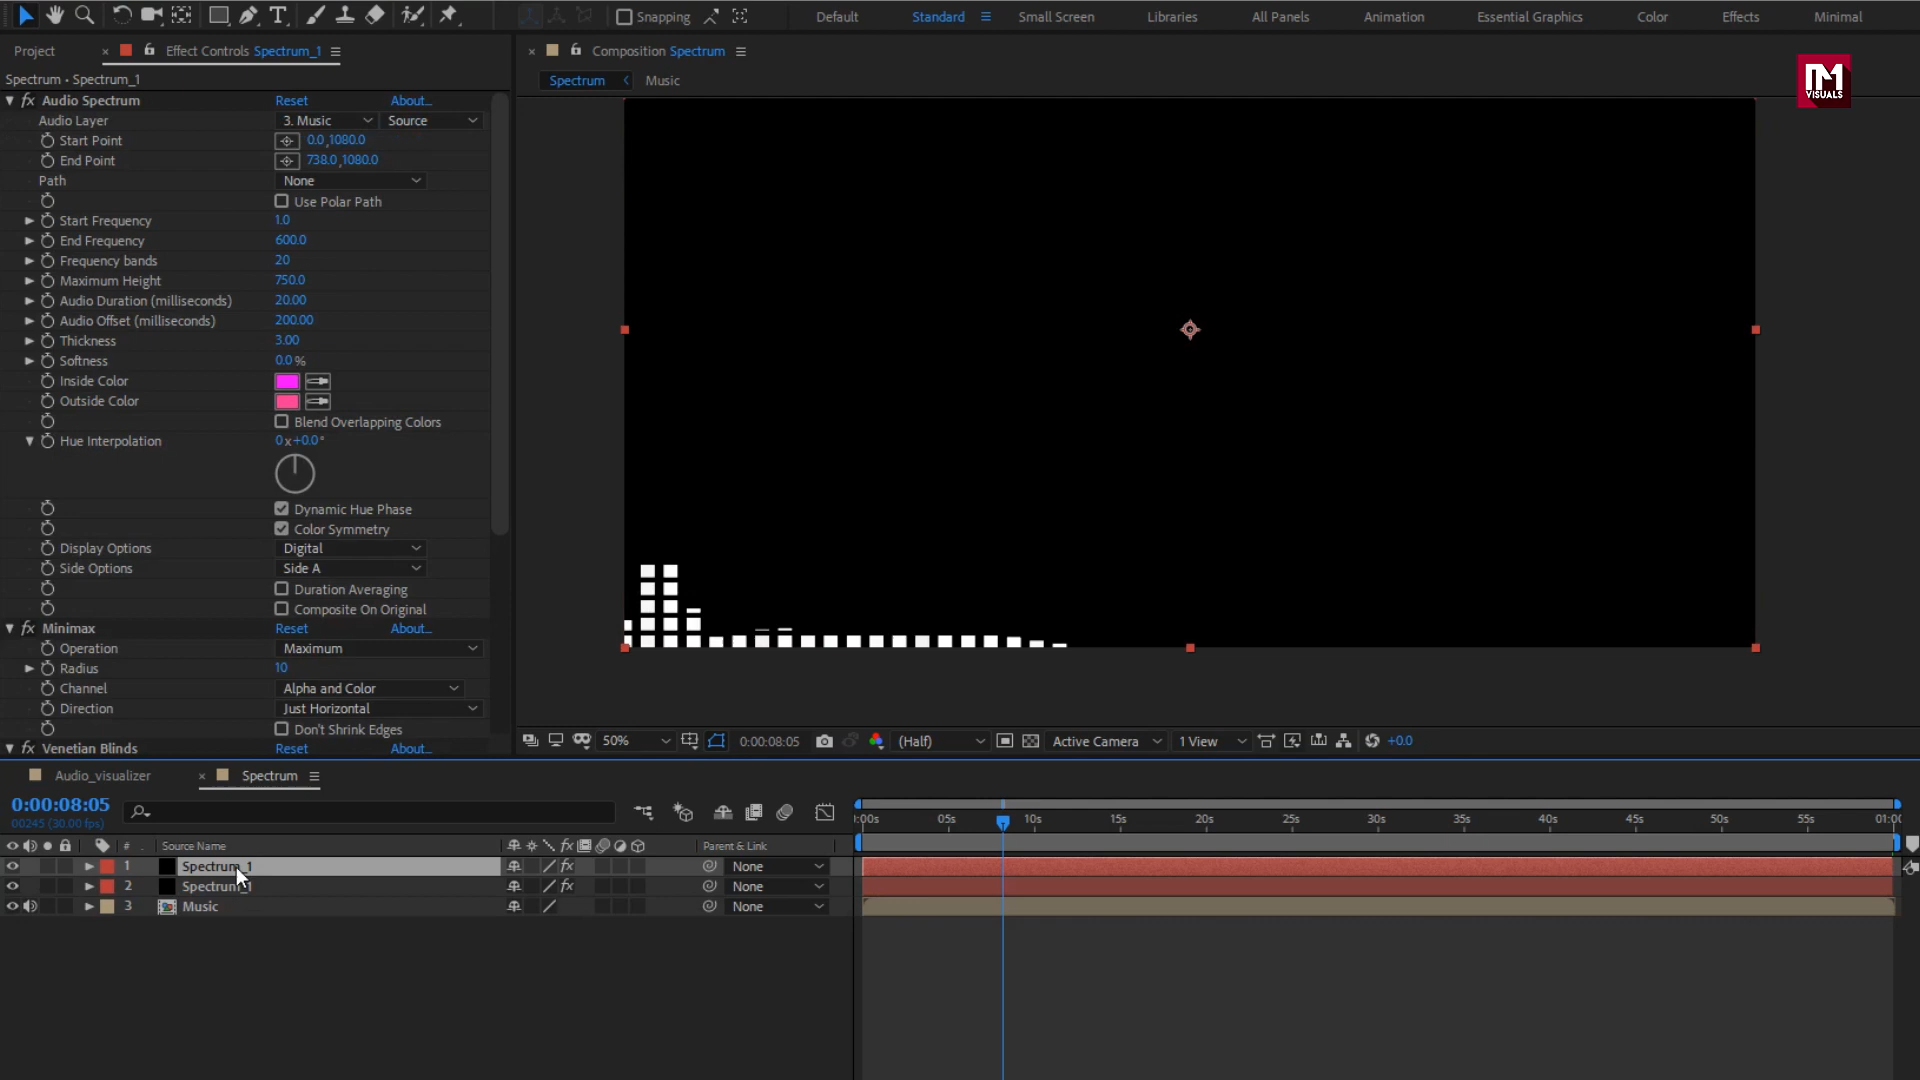 Snapping
Default
Standard
Small Screen
Libraries
All Panels
Animation
Essential Graphics
Color
Effects
Minimal
Project
Effect Controls Spectrum_1
Composition Spectrum
Spectrum • Spectrum_1
Spectrum
Music
M
VISUALS
fx Audio Spectrum Reset About...
Audio Layer 3. Music Source
Start Point 0.0,1080.0
End Point 738.0,1080.0
Path None
Use Polar Path
Start Frequency 1.0
End Frequency 600.0
Frequency bands 20
Maximum Height 750.0
Audio Duration (milliseconds) 20.00
Audio Offset (milliseconds) 200.00
Thickness 3.00
Softness 0.0 %
Inside Color
Outside Color
Blend Overlapping Colors
Hue Interpolation 0x+0.0°
Dynamic Hue Phase
Color Symmetry
Display Options Digital
Side Options Side A
Duration Averaging
Composite On Original
fx Minimax Reset About...
Operation Maximum
Radius 10
Channel Alpha and Color
Direction Just Horizontal
Don't Shrink Edges
fx Venetian Blinds Reset About...
50% 0:00:08:05 (Half) Active Camera 1 View +0.0
Audio_visualizer
Spectrum
0:00:08:05
00245 (30.00 fps)
:00s 05s 10s 15s 20s 25s 30s 35s 40s 45s 50s 55s 01:00
# Source Name fx Parent & Link
1 Spectrum_1 fx None
2 Spectrum_1 fx None
3 Music None